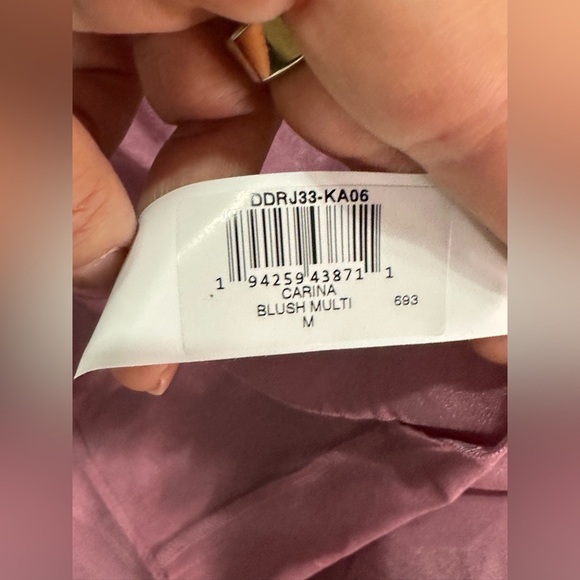 DDRJ33-KA06
1 94259 43871 1
CARINA
BLUSH MULTI 693
M